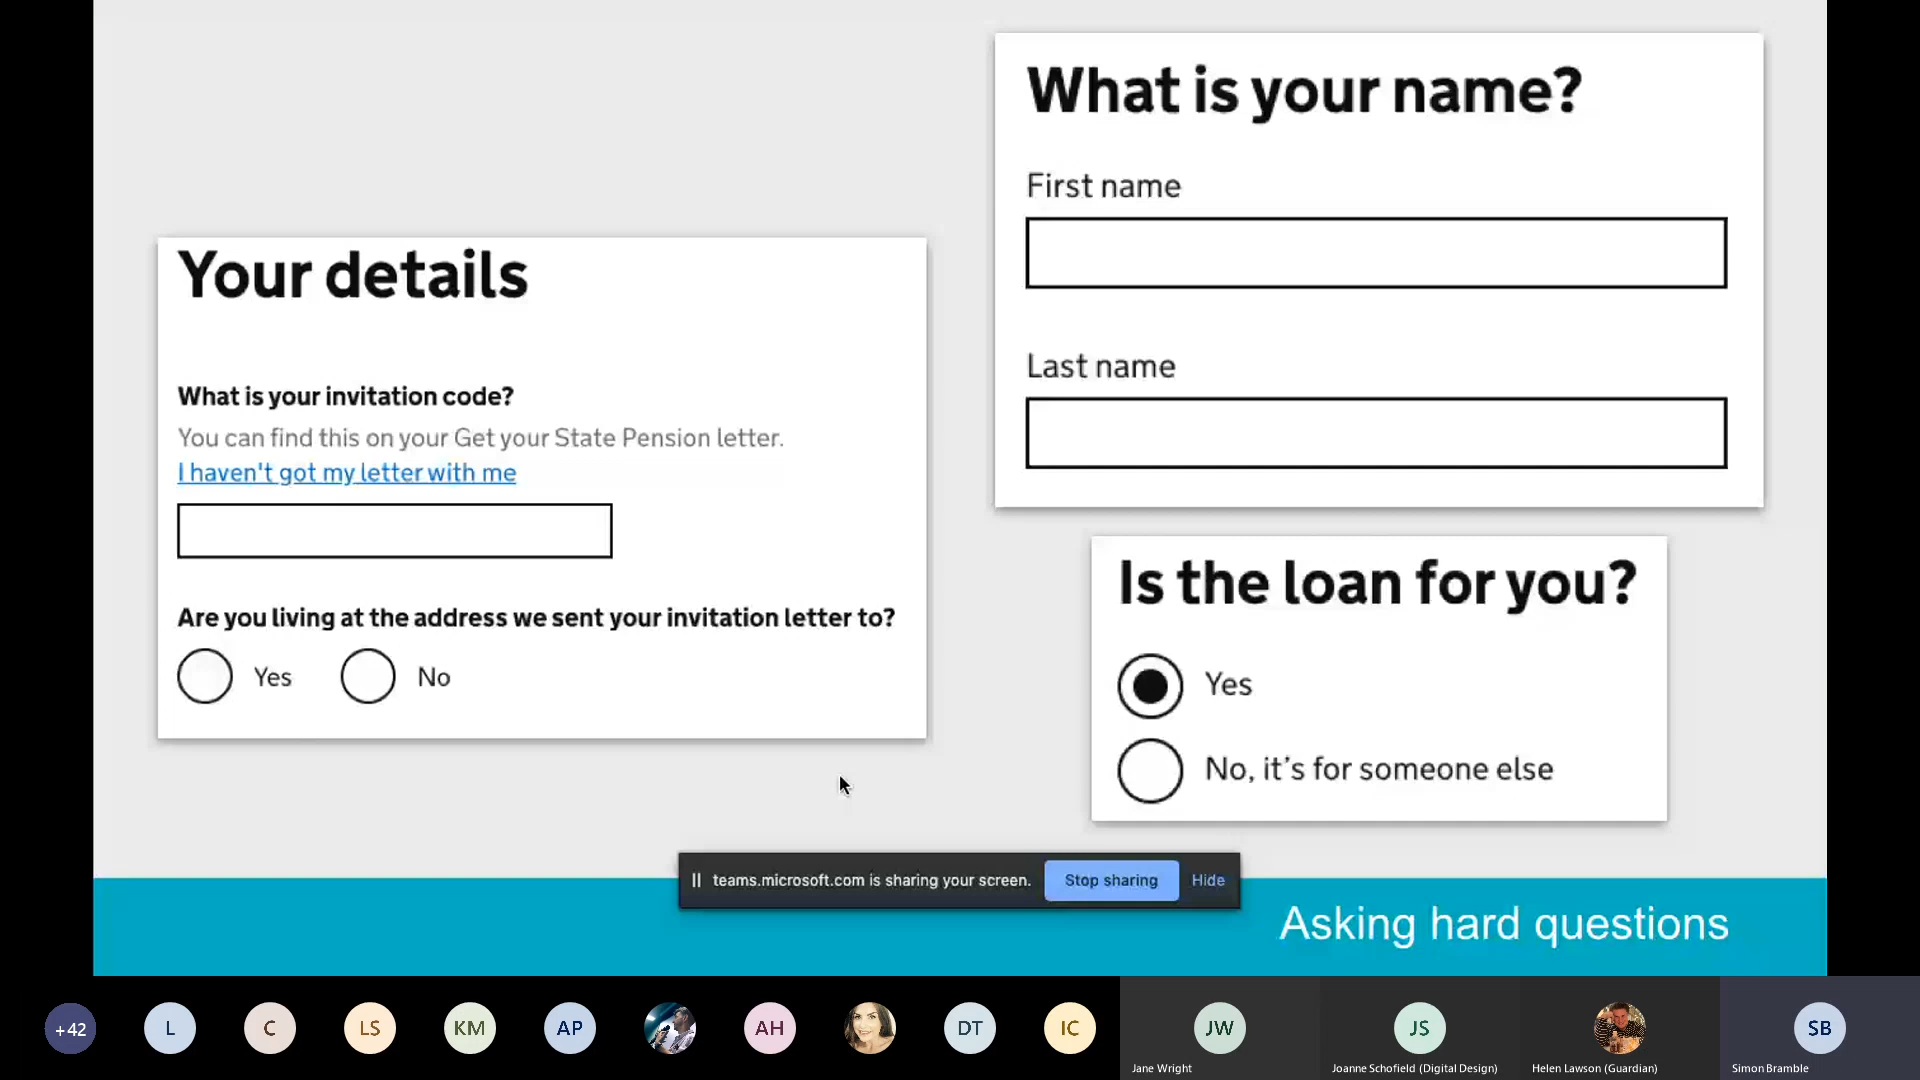 Your details
What is your invitation code?
You can find this on your Get your State Pension letter.
I haven't got my letter with me
Are you living at the address we sent your invitation letter to?
Yes No
What is your name?
First name
Last name
Is the loan for you?
Yes
No, it's for someone else
teams.microsoft.com is sharing your screen. Stop sharing Hide
Asking hard questions
+42 L C LS KM AP AH DT IC JW JS SB
Jane Wright Joanne Schofield (Digital Design) Helen Lawson (Guardian) Simon Bramble